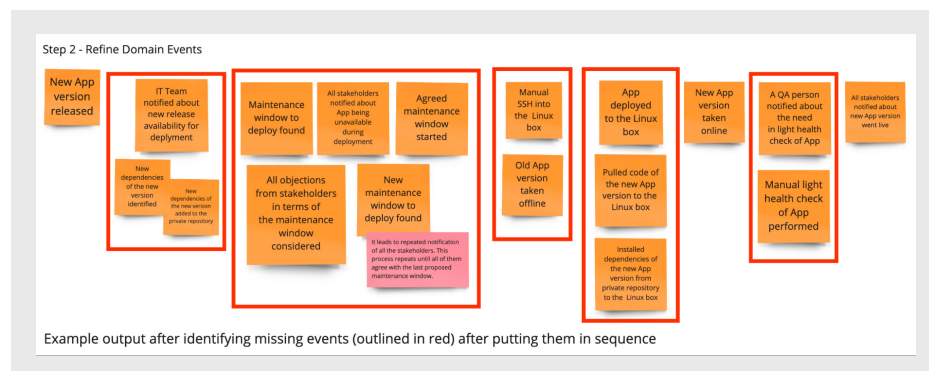 Step 2 - Refine Domain Events
New App
version
released
IT Team
notified about
new release
availability for
deplyment
New
dependencies
of the new
version
identified
New
dependencies of
the new version
added to the
private repository
Maintenance
window to
deploy found
All stakeholders
notified about
App being
unavailable
during
deployment
Agreed
maintenance
window
started
All objections
from stakeholders
in terms of
the maintenance
window
considered
New
maintenance
window to
deploy found
It leads to repeated notification
of all the stakeholders. This
process repeats until all of them
agree with the last proposed
maintenance window.
Manual
SSH into
the Linux
box
Old App
version
taken
offline
App
deployed
to the Linux
box
Pulled code of
the new App
version to the
Linux box
Installed
dependencies of
the new App
version from
private repository
to the Linux box
New App
version
taken
online
A QA person
notified about
the need
in light health
check of App
Manual light
health check
of App
performed
All stakeholders
notified about
new App version
went live
Example output after identifying missing events (outlined in red) after putting them in sequence